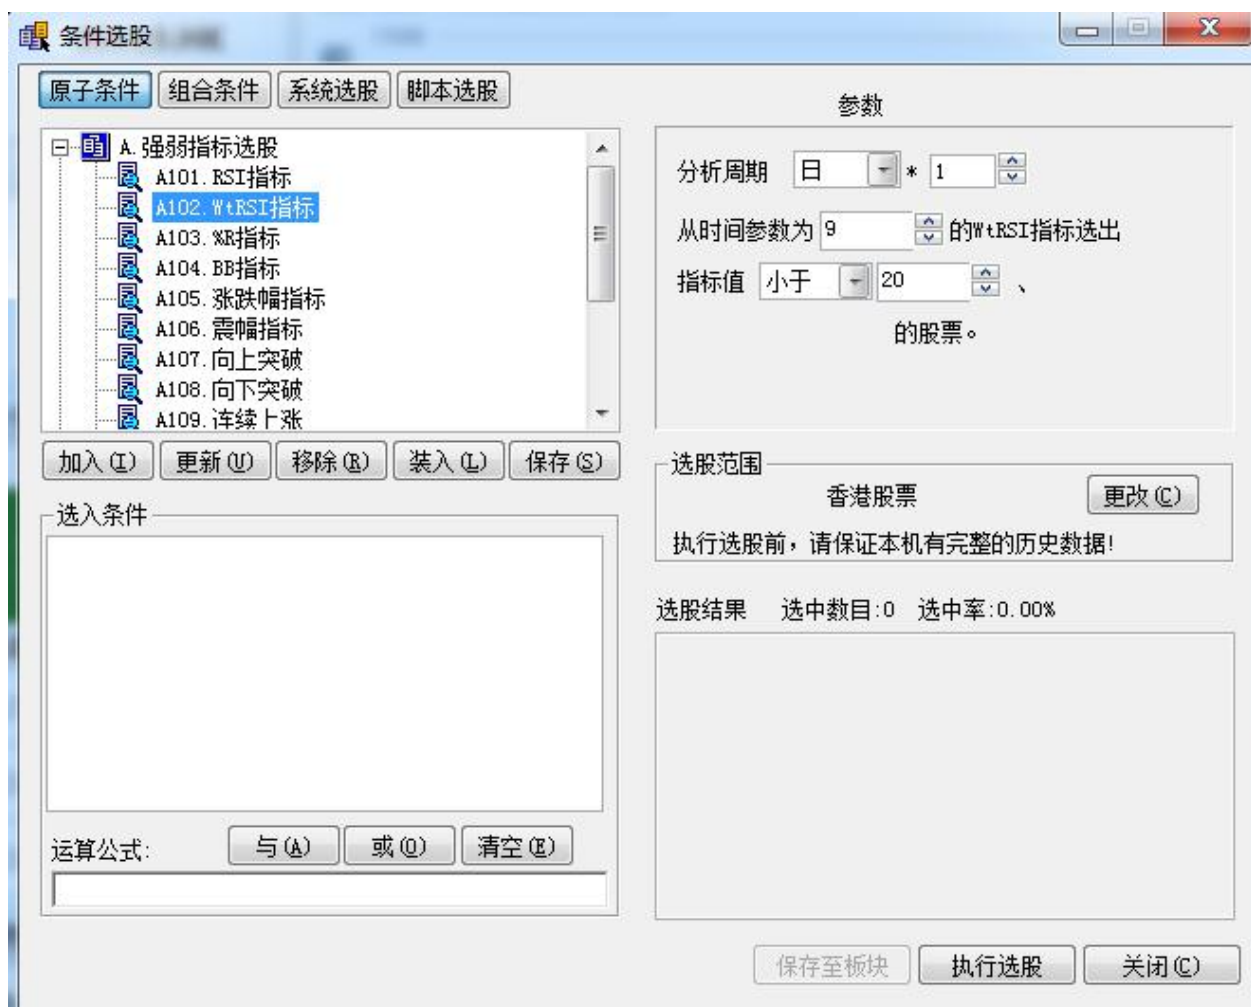 条件选股
原子条件 组合条件 系统选股 脚本选股
A.强弱指标选股
A101.RSI指标
A102.WtRSI指标
A103.%R指标
A104.BB指标
A105.涨跌幅指标
A106.震幅指标
A107.向上突破
A108.向下突破
A109.连续上涨
加入(I) 更新(U) 移除(R) 装入(L) 保存(S)
选入条件
运算公式: 与(A) 或(O) 清空(E)
参数
分析周期 日 * 1
从时间参数为 9 的WtRSI指标选出
指标值 小于 20 、
的股票。
选股范围
香港股票 更改(C)
执行选股前，请保证本机有完整的历史数据!
选股结果 选中数目:0 选中率:0.00%
保存至板块 执行选股 关闭(C)